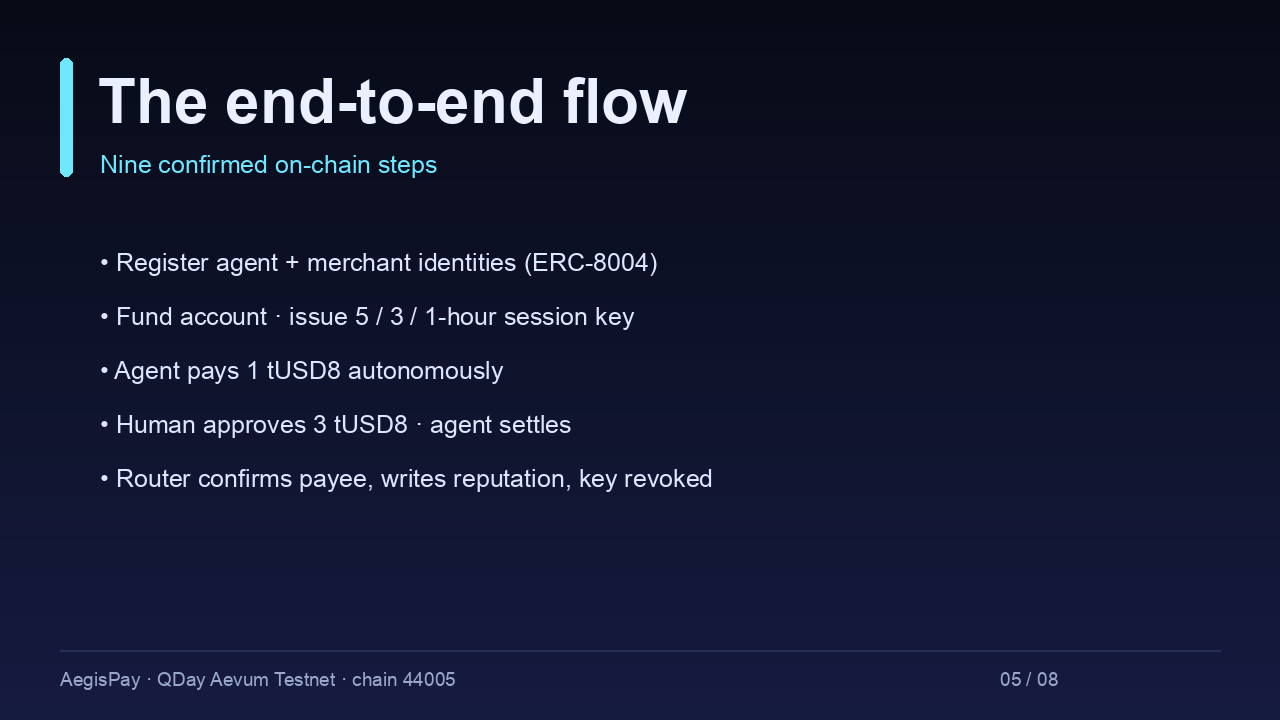 The end-to-end flow
Nine confirmed on-chain steps
• Register agent + merchant identities (ERC-8004)
• Fund account · issue 5 / 3 / 1-hour session key
• Agent pays 1 tUSD8 autonomously
• Human approves 3 tUSD8 · agent settles
• Router confirms payee, writes reputation, key revoked
AegisPay · QDay Aevum Testnet · chain 44005
05 / 08